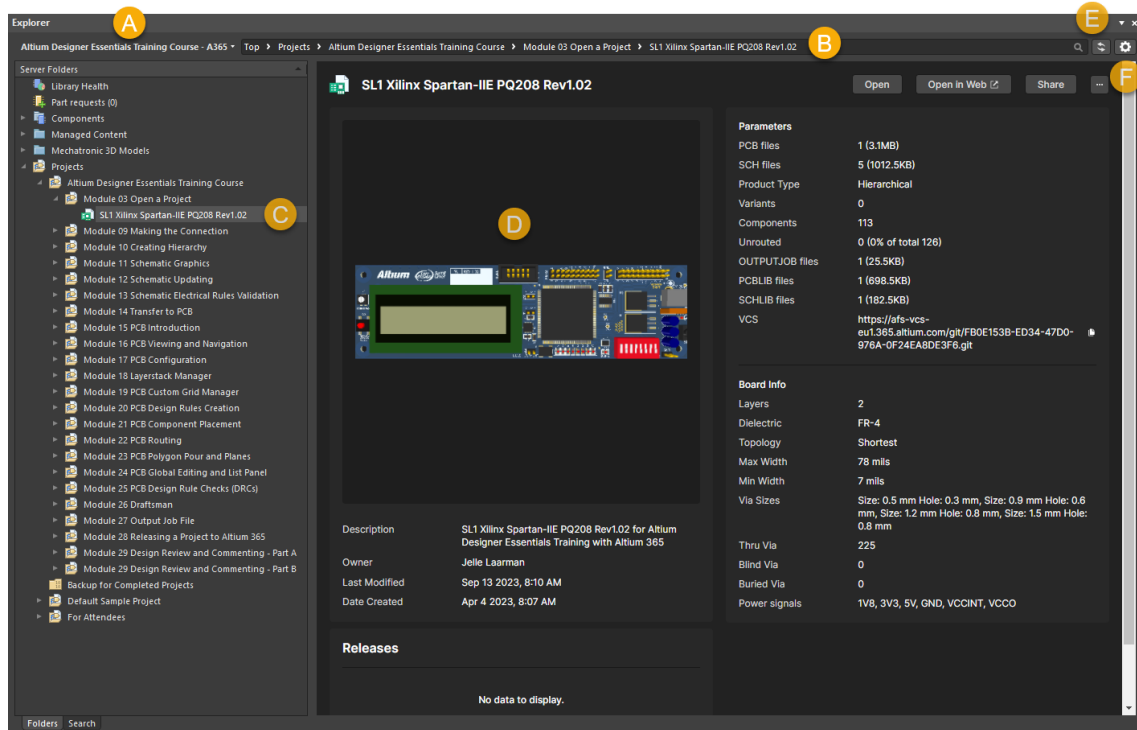 Explorer
A
E
Altium Designer Essentials Training Course - A365
Top > Projects > Altium Designer Essentials Training Course > Module 03 Open a Project > SL1 Xilinx Spartan-IIE PQ208 Rev1.02
B
Server Folders
Library Health
Part requests (0)
Components
Managed Content
Mechatronic 3D Models
Projects
Altium Designer Essentials Training Course
Module 03 Open a Project
SL1 Xilinx Spartan-IIE PQ208 Rev1.02
C
Module 09 Making the Connection
Module 10 Creating Hierarchy
Module 11 Schematic Graphics
Module 12 Schematic Updating
Module 13 Schematic Electrical Rules Validation
Module 14 Transfer to PCB
Module 15 PCB Introduction
Module 16 PCB Viewing and Navigation
Module 17 PCB Configuration
Module 18 Layerstack Manager
Module 19 PCB Custom Grid Manager
Module 20 PCB Design Rules Creation
Module 21 PCB Component Placement
Module 22 PCB Routing
Module 23 PCB Polygon Pour and Planes
Module 24 PCB Global Editing and List Panel
Module 25 PCB Design Rule Checks (DRCs)
Module 26 Draftsman
Module 27 Output Job File
Module 28 Releasing a Project to Altium 365
Module 29 Design Review and Commenting - Part A
Module 29 Design Review and Commenting - Part B
Backup for Completed Projects
Default Sample Project
For Attendees
Folders Search
SL1 Xilinx Spartan-IIE PQ208 Rev1.02
Open
Open in Web
Share
...
F
D
Altium
Description SL1 Xilinx Spartan-IIE PQ208 Rev1.02 for Altium
Designer Essentials Training with Altium 365
Owner Jelle Laarman
Last Modified Sep 13 2023, 8:10 AM
Date Created Apr 4 2023, 8:07 AM
Releases
No data to display.
Parameters
PCB files 1 (3.1MB)
SCH files 5 (1012.5KB)
Product Type Hierarchical
Variants 0
Components 113
Unrouted 0 (0% of total 126)
OUTPUTJOB files 1 (25.5KB)
PCBLIB files 1 (698.5KB)
SCHLIB files 1 (182.5KB)
VCS https://afs-vcs-
eu1.365.altium.com/git/FB0E153B-ED34-47D0-
976A-0F24EA8DE3F6.git
Board Info
Layers 2
Dielectric FR-4
Topology Shortest
Max Width 78 mils
Min Width 7 mils
Via Sizes Size: 0.5 mm Hole: 0.3 mm, Size: 0.9 mm Hole: 0.6
mm, Size: 1.2 mm Hole: 0.8 mm, Size: 1.5 mm Hole:
0.8 mm
Thru Via 225
Blind Via 0
Buried Via 0
Power signals 1V8, 3V3, 5V, GND, VCCINT, VCCO